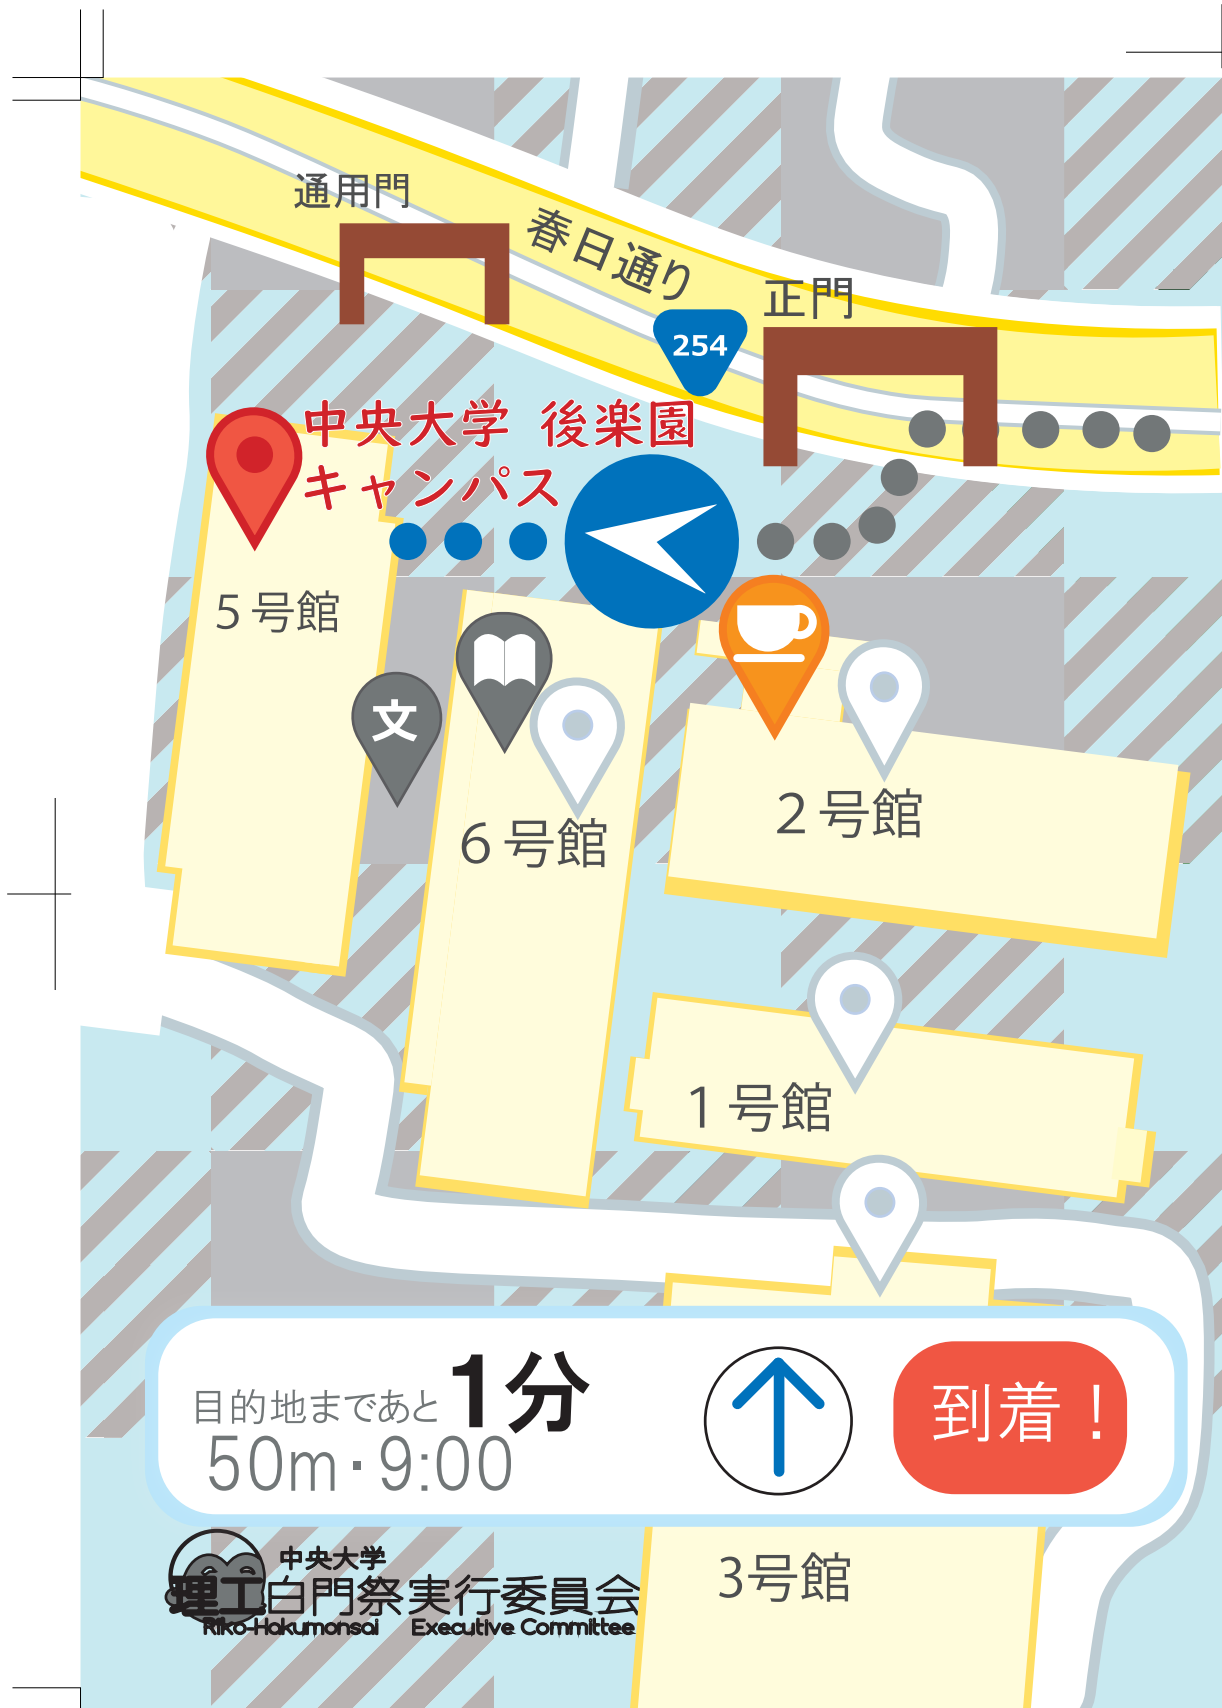 通用門
春日通り
254
正門
中央大学 後楽園
キャンパス
5号館
文
6号館
2号館
1号館
目的地まであと 1分
50m・9:00
到着！
3号館
中央大学
理工白門祭実行委員会
Riko-Hakumonsai Executive Committee